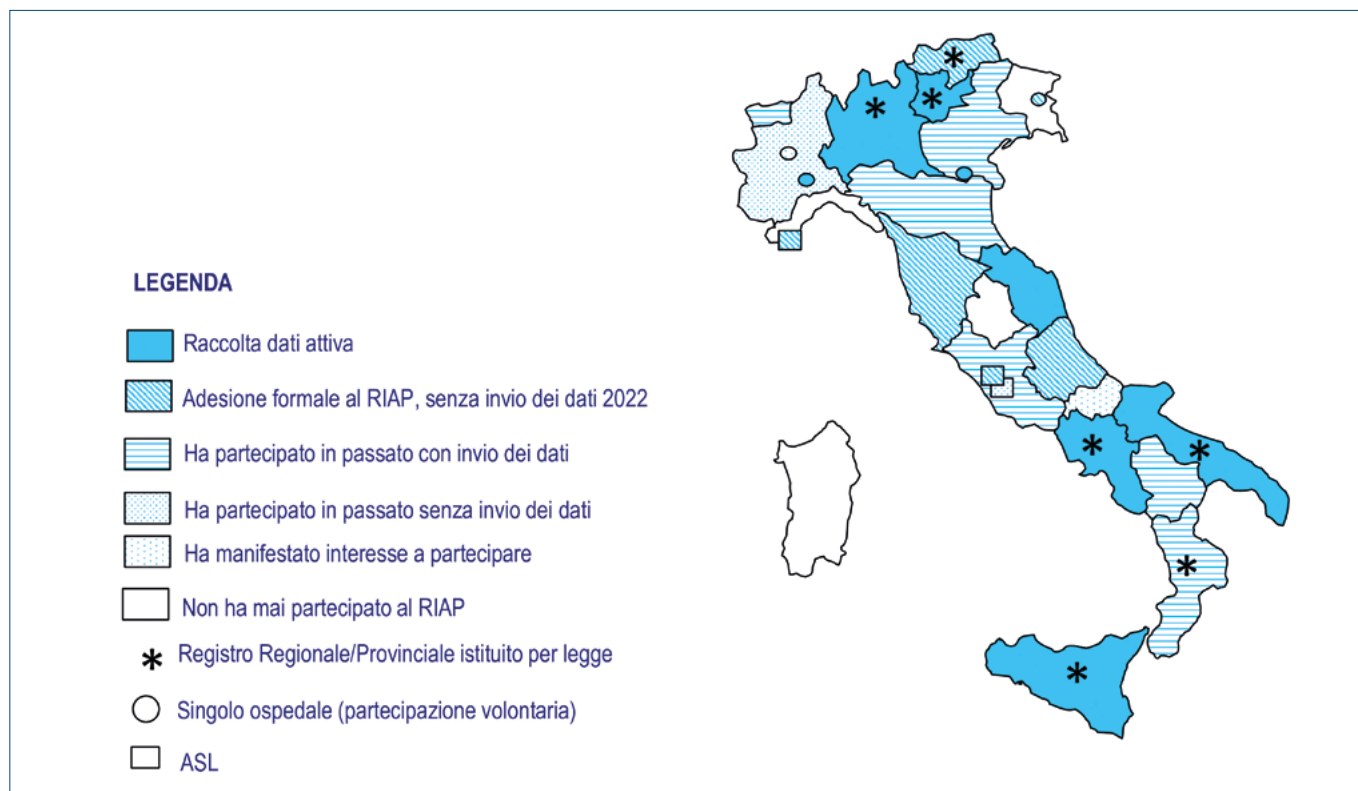 LEGENDA
Raccolta dati attiva
Adesione formale al RIAP, senza invio dei dati 2022
Ha partecipato in passato con invio dei dati
Ha partecipato in passato senza invio dei dati
Ha manifestato interesse a partecipare
Non ha mai partecipato al RIAP
* Registro Regionale/Provinciale istituito per legge
Singolo ospedale (partecipazione volontaria)
ASL